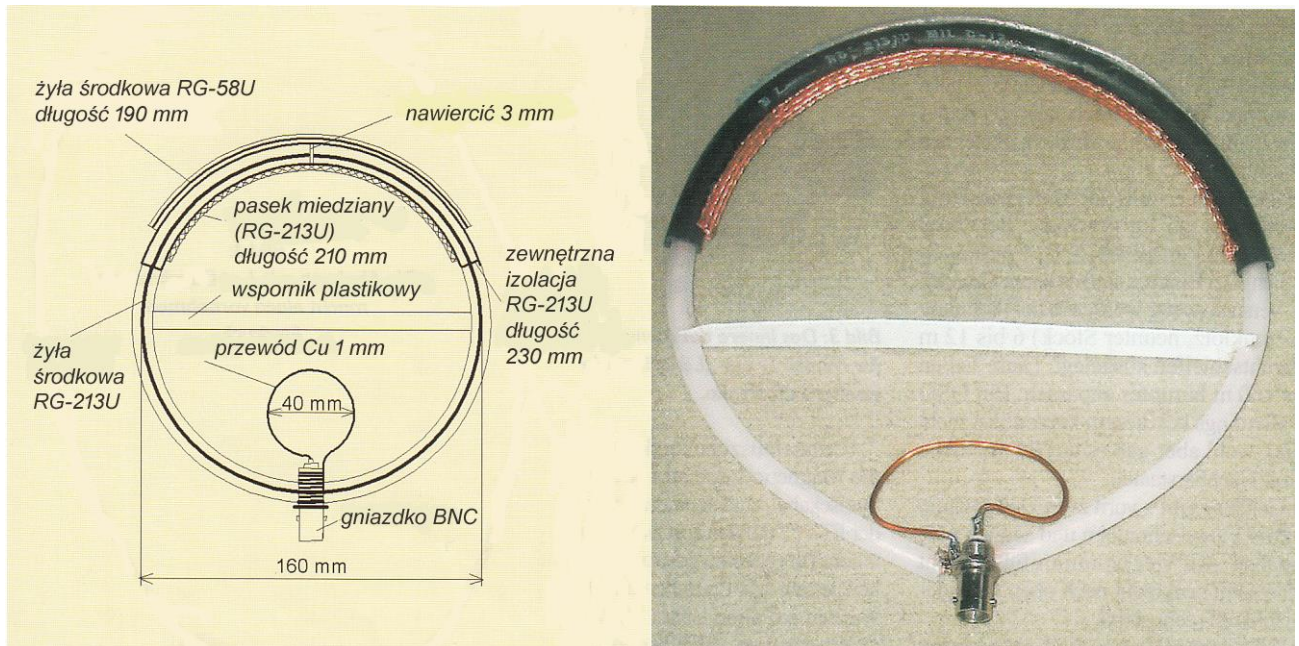 żyła środkowa RG-58U
długość 190 mm
nawiercić 3 mm
pasek miedziany
(RG-213U)
długość 210 mm
wspornik plastikowy
zewnętrzna
izolacja
RG-213U
długość
230 mm
przewód Cu 1 mm
żyła
środkowa
RG-213U
40 mm
gniazdko BNC
160 mm